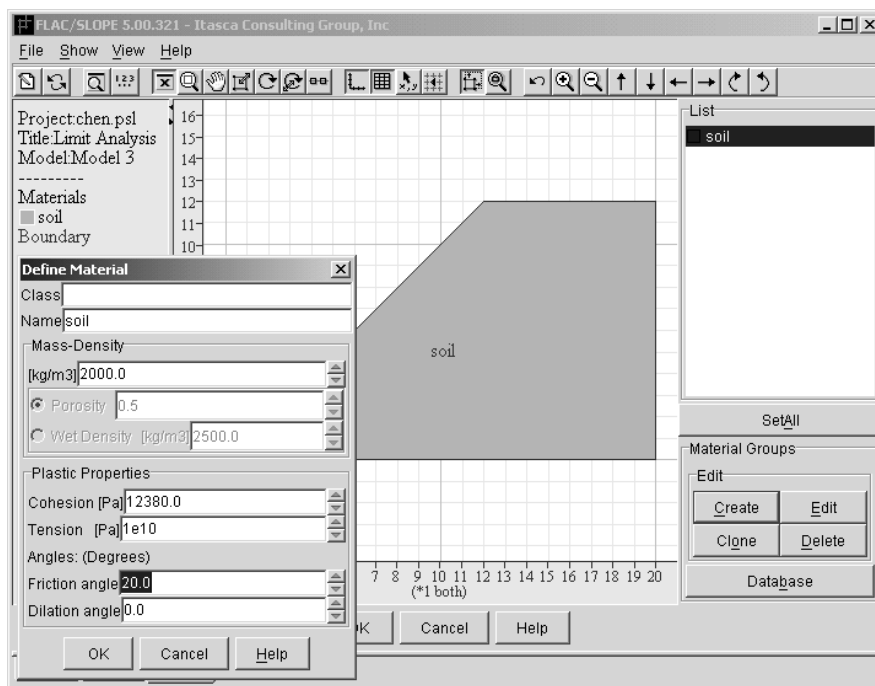 FLAC/SLOPE 5.00.321 - Itasca Consulting Group, Inc
File Show View Help
123
x,y
Project:chen.psl
Title:Limit Analysis
Model:Model 3
---------
Materials
soil
Boundary
16
15
14
13
12
11
10
soil
7 8 9 10 11 12 13 14 15 16 17 18 19 20
(*1 both)
List
soil
SetAll
Material Groups
Edit
Create Edit
Clone Delete
Database
Define Material
Class
Name soil
Mass-Density
[kg/m3] 2000.0
Porosity 0.5
Wet Density [kg/m3] 2500.0
Plastic Properties
Cohesion [Pa] 12380.0
Tension [Pa] 1e10
Angles: (Degrees)
Friction angle 20.0
Dilation angle 0.0
OK Cancel Help
Cancel Help